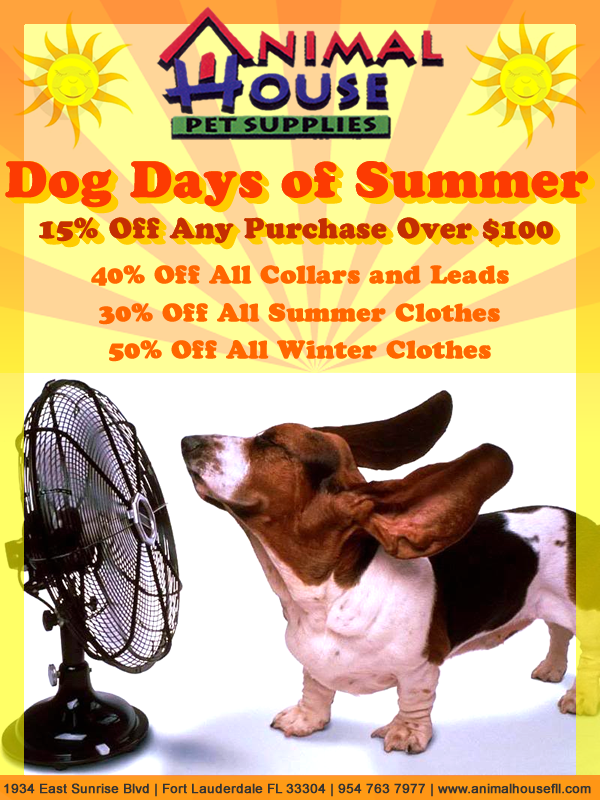 ANIMAL
HOUSE
PET SUPPLIES
Dog Days of Summer
15% Off Any Purchase Over $100
40% Off All Collars and Leads
30% Off All Summer Clothes
50% Off All Winter Clothes
1934 East Sunrise Blvd | Fort Lauderdale FL 33304 | 954 763 7977 | www.animalhousefll.com